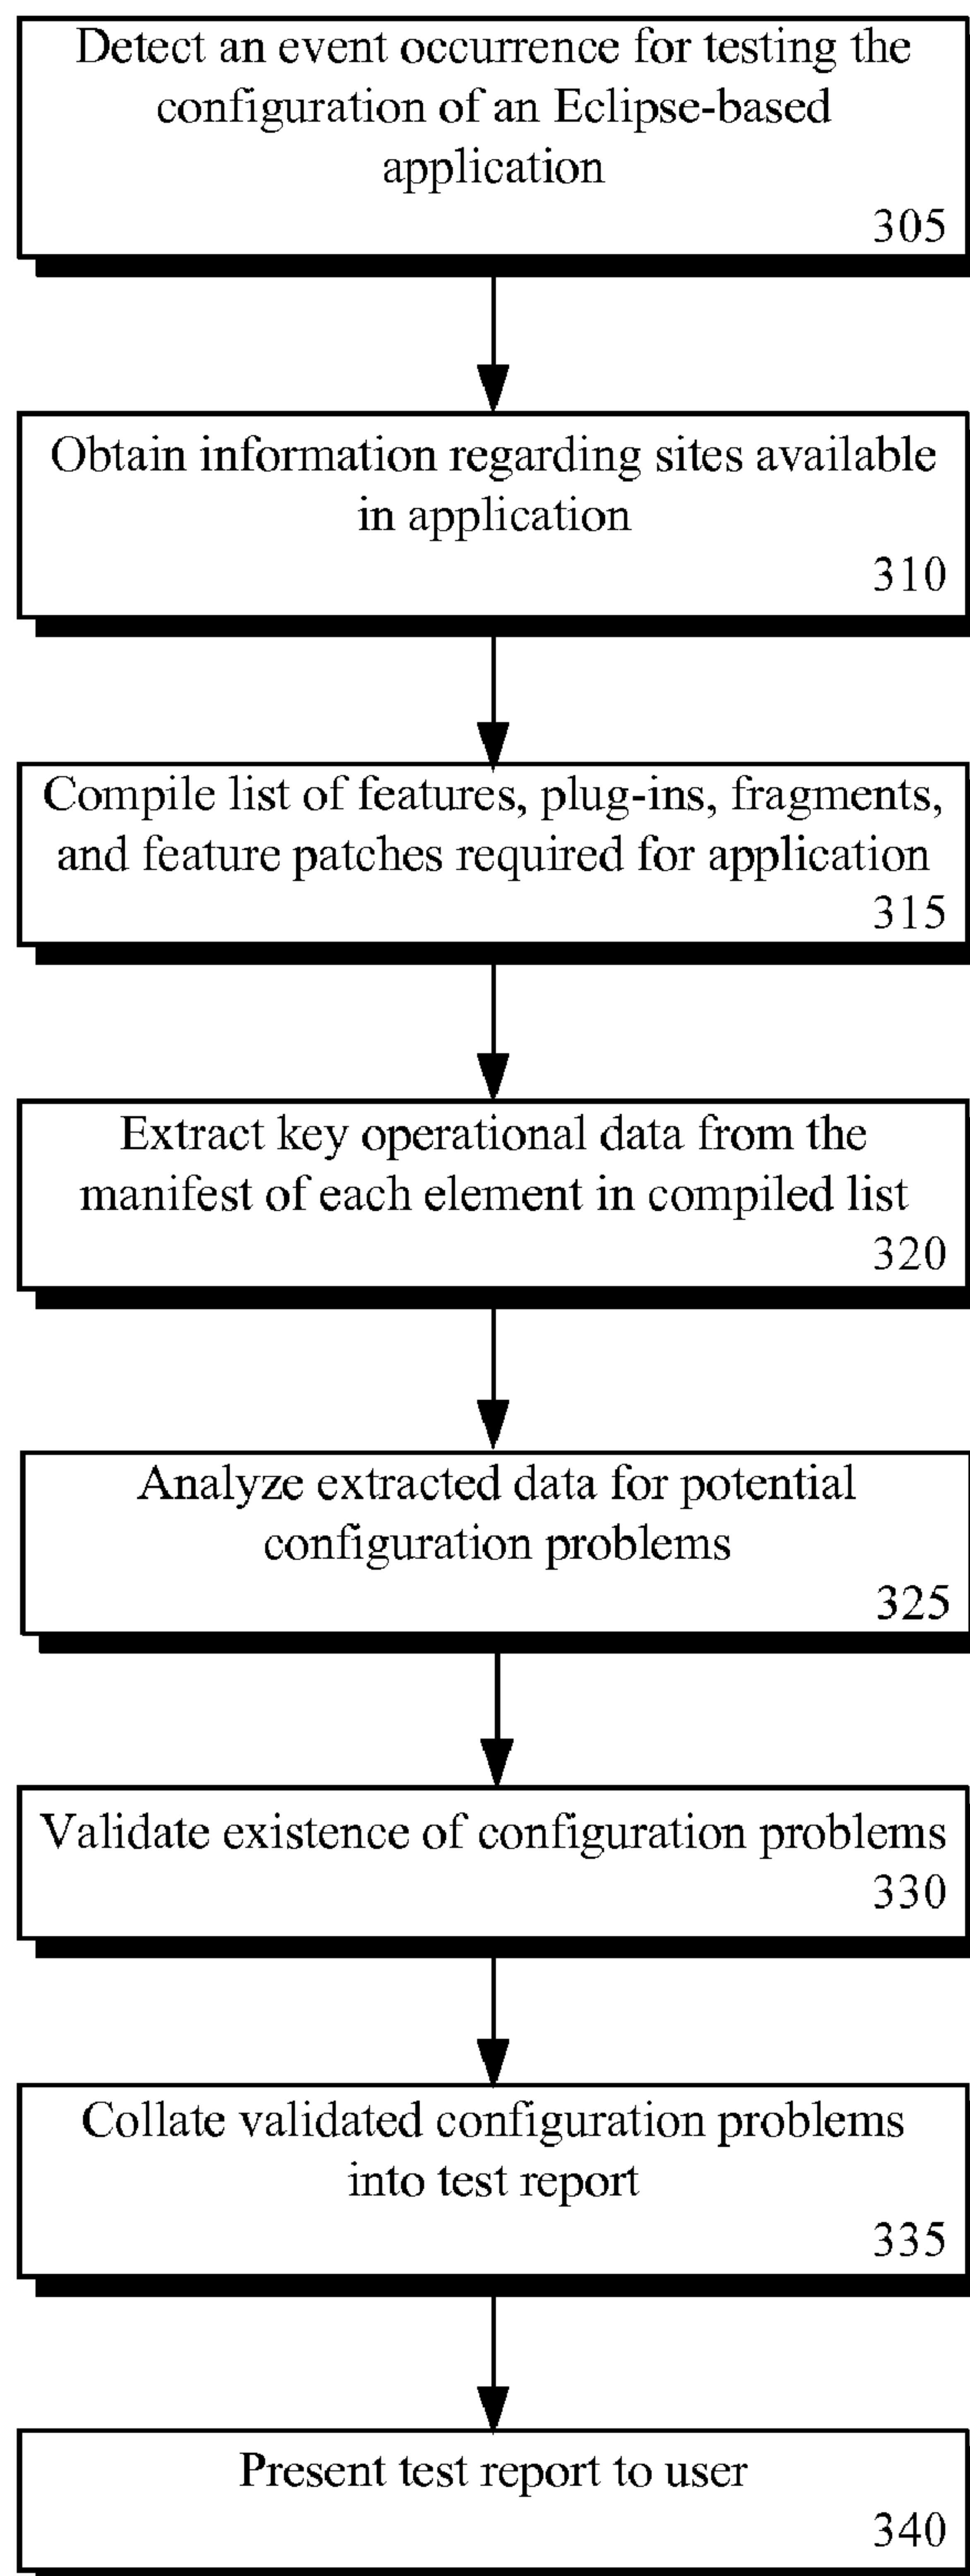 Detect an event occurrence for testing the
configuration of an Eclipse-based
application
305
Obtain information regarding sites available
in application
310
Compile list of features, plug-ins, fragments,
and feature patches required for application
315
Extract key operational data from the
manifest of each element in compiled list
320
Analyze extracted data for potential
configuration problems
325
Validate existence of configuration problems
330
Collate validated configuration problems
into test report
335
Present test report to user
340